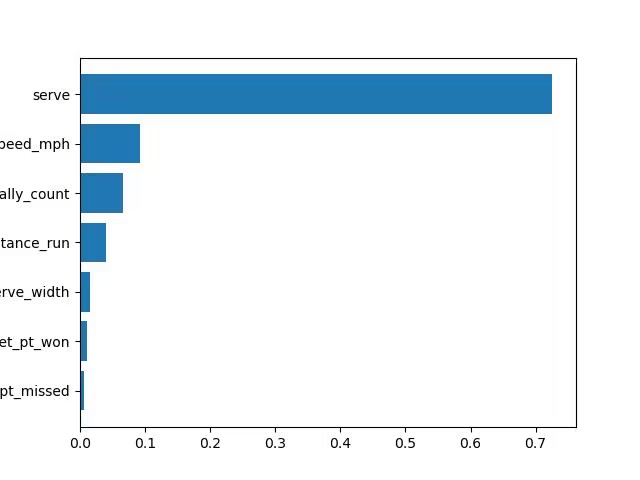 serve
peed_mph
ally_count
tance_run
erve_width
et_pt_won
pt_missed
0.0 0.1 0.2 0.3 0.4 0.5 0.6 0.7